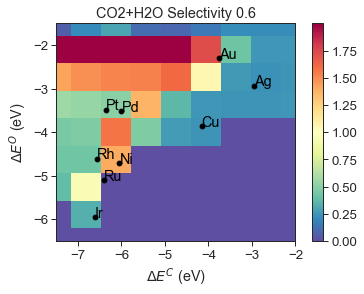 CO2+H2O Selectivity 0.6
−2
−3
−4
−5
−6
ΔE^O (eV)
Au
Ag
Pt
Pd
Cu
Rh
Ni
Ru
Ir
−7
−6
−5
−4
−3
−2
ΔE^C (eV)
1.75
1.50
1.25
1.00
0.75
0.50
0.25
0.00